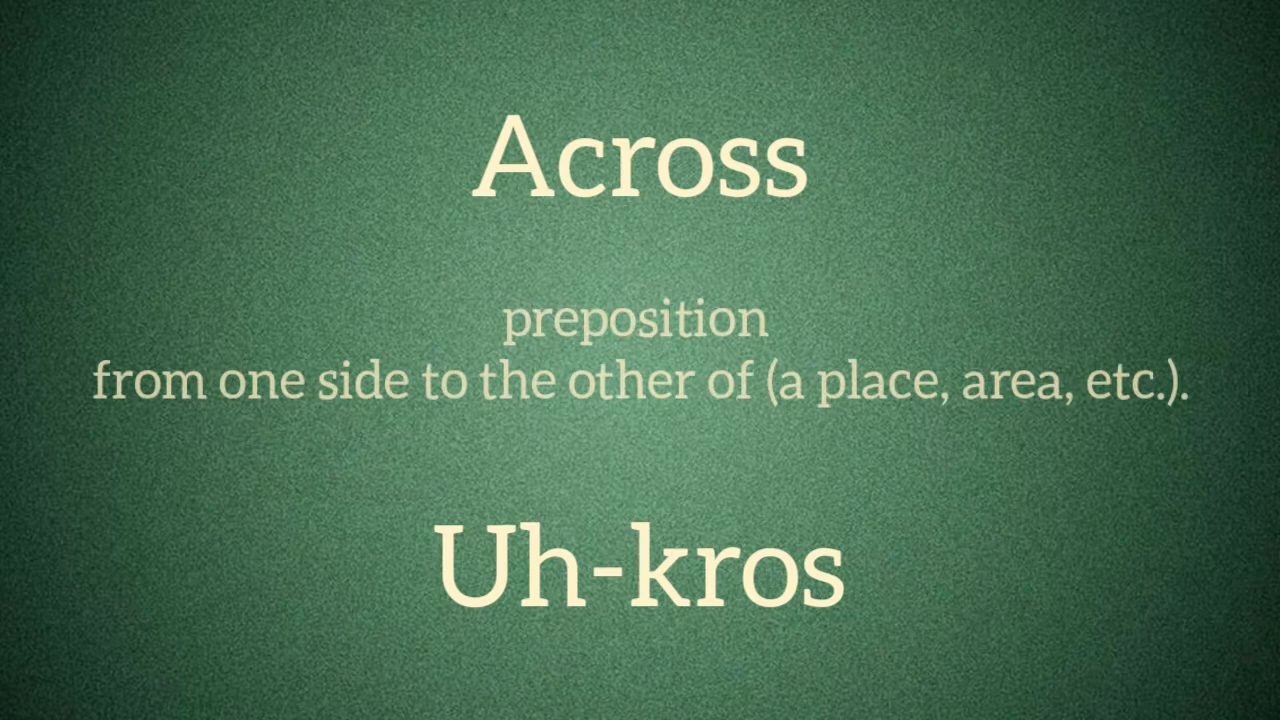 Across
preposition
from one side to the other of (a place, area, etc.).
Uh-kros